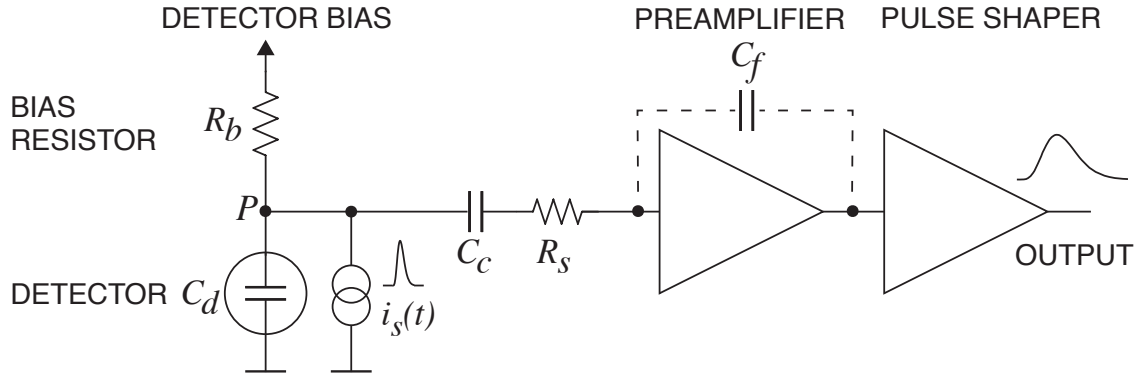 DETECTOR BIAS
PREAMPLIFIER
PULSE SHAPER
C_f
BIAS
RESISTOR
R_b
P
C_c
R_s
OUTPUT
DETECTOR
C_d
i_s(t)